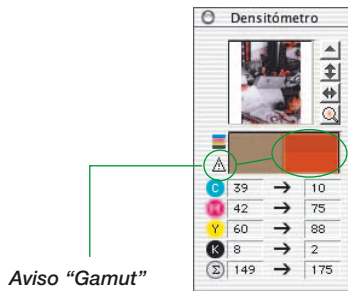 Densitómetro
C 39 → 10
M 42 → 75
Y 60 → 88
K 8 → 2
Σ 149 → 175
Aviso “Gamut”